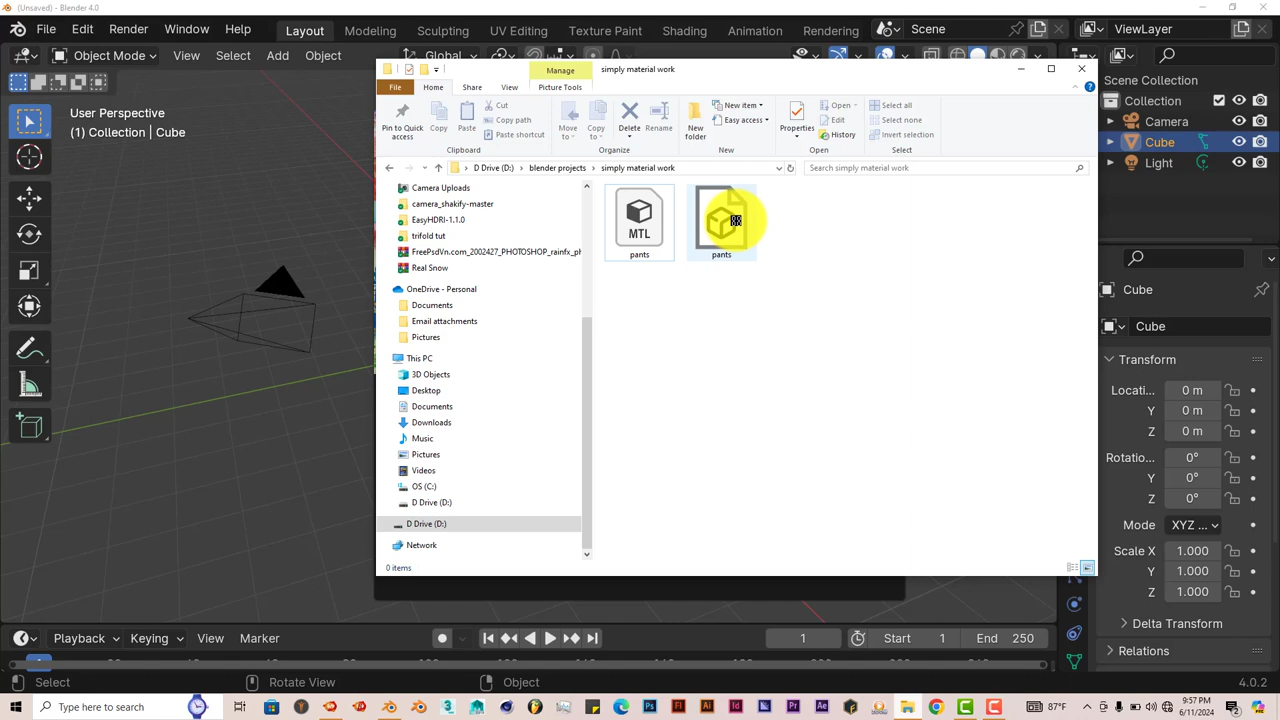 (Unsaved) - Blender 4.0
File Edit Render Window Help
Layout Modeling Sculpting UV Editing Texture Paint Shading Animation Rendering
Scene
ViewLayer
Object Mode
View Select Add Object
Global
User Perspective
(1) Collection | Cube
Manage
simply material work
File Home Share View Picture Tools
Pin to Quick access
Copy
Paste
Cut
Copy path
Paste shortcut
Clipboard
Move to
Copy to
Delete
Rename
Organize
New folder
New item
Easy access
New
Properties
Open
Edit
History
Open
Select all
Select none
Invert selection
Select
D Drive (D:) > blender projects > simply material work
Search simply material work
Camera Uploads
camera_shakify-master
EasyHDRI-1.1.0
trifold tut
FreePsdVn.com_2002427_PHOTOSHOP_rainfx_ph
Real Snow
OneDrive - Personal
Documents
Email attachments
Pictures
This PC
3D Objects
Desktop
Documents
Downloads
Music
Pictures
Videos
OS (C:)
D Drive (D:)
D Drive (D:)
Network
0 items
MTL
pants
pants
Scene Collection
Collection
Camera
Cube
Light
Cube
Cube
Transform
Locati... 0 m
Y 0 m
Z 0 m
Rotatio... 0°
Y 0°
Z 0°
Mode XYZ ...
Scale X 1.000
Y 1.000
Z 1.000
Delta Transform
Relations
Playback Keying View Marker
1
Start 1 End 250
Select
Rotate View
Object
4.0.2
Type here to search
87°F
9:57 PM
6/11/2024